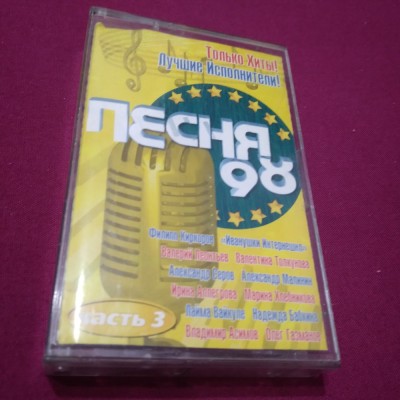 Только Хиты!
Лучшие Исполнители!
ПЕСНЯ
98
Филипп Киркоров «Иванушки Интернешнл»
Валерий Леонтьев Валентина Толкунова
Александр Серов Александр Малинин
Ирина Аллегрова Марина Хлебникова
Лайма Вайкуле Надежда Бабкина
Владимир Асимов Олег Газманов
Часть 3